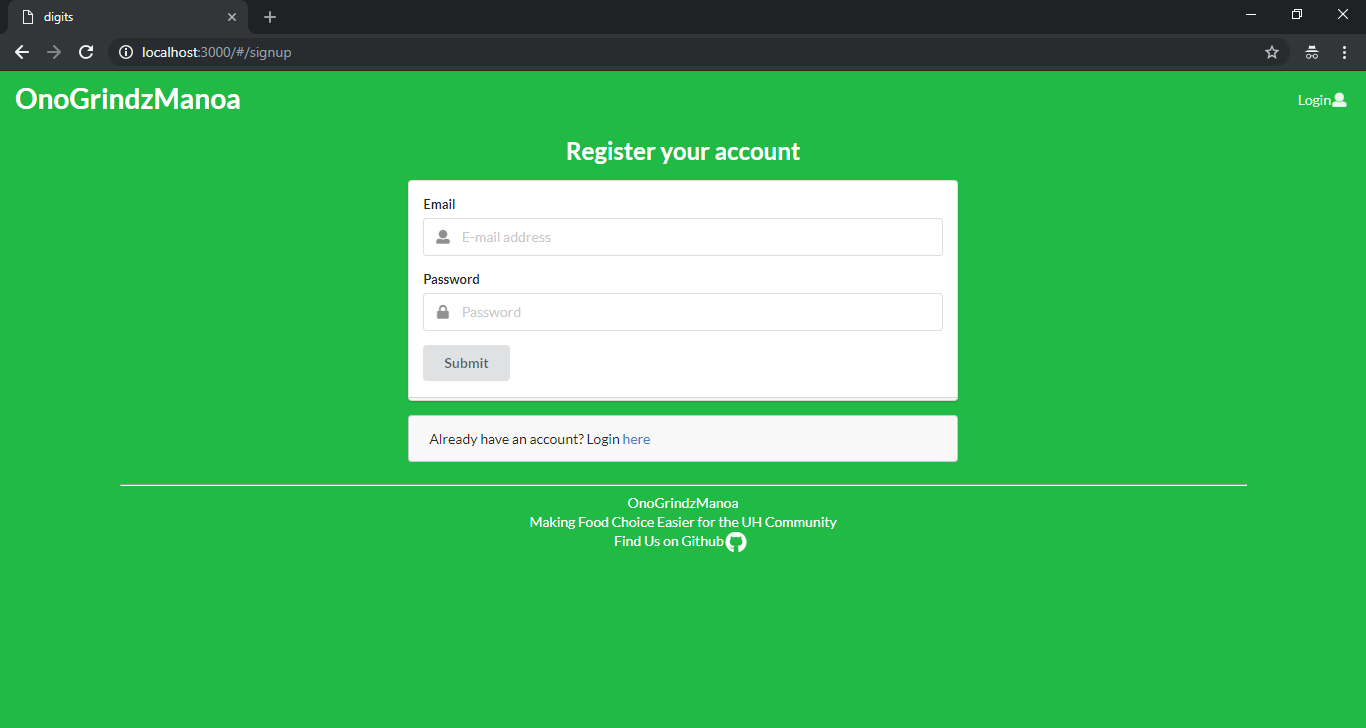 digits
localhost:3000/#/signup
OnoGrindzManoa
Login
Register your account
Email
E-mail address
Password
Password
Submit
Already have an account? Login here
OnoGrindzManoa
Making Food Choice Easier for the UH Community
Find Us on Github